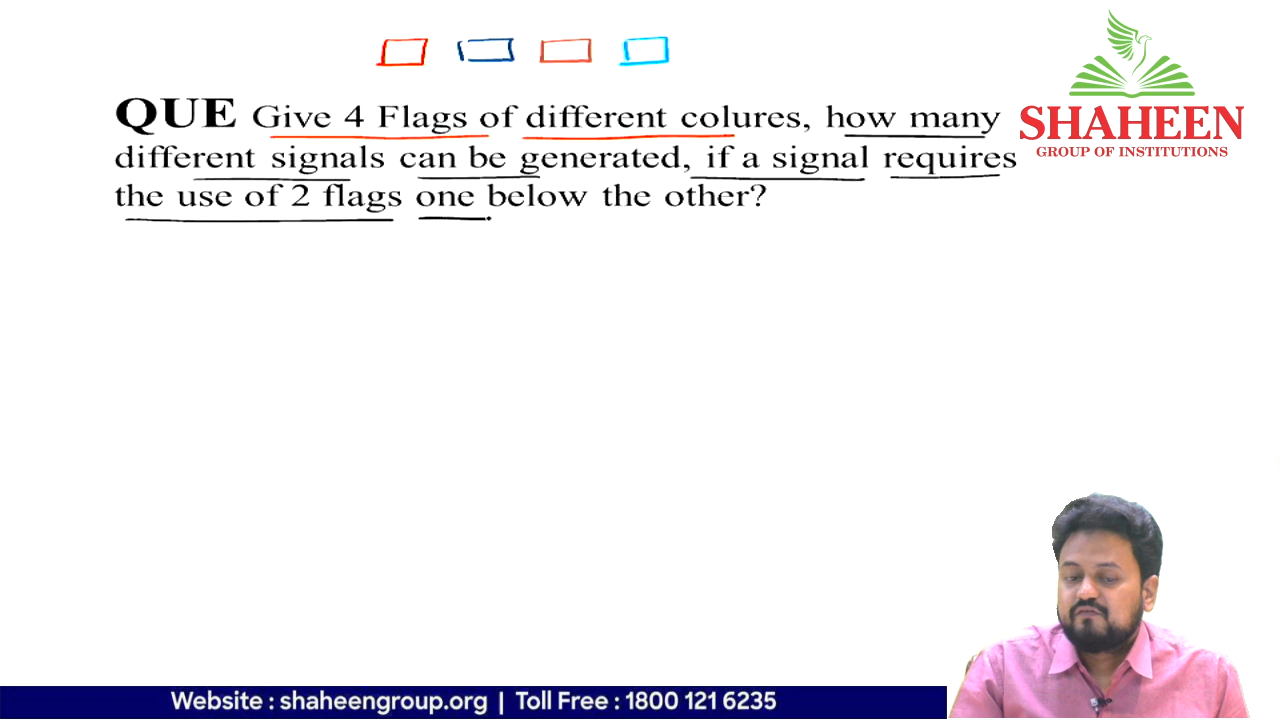 QUE Give 4 Flags of different colures, how many
different signals can be generated, if a signal requires
the use of 2 flags one below the other?
SHAHEEN
GROUP OF INSTITUTIONS
Website : shaheengroup.org | Toll Free : 1800 121 6235